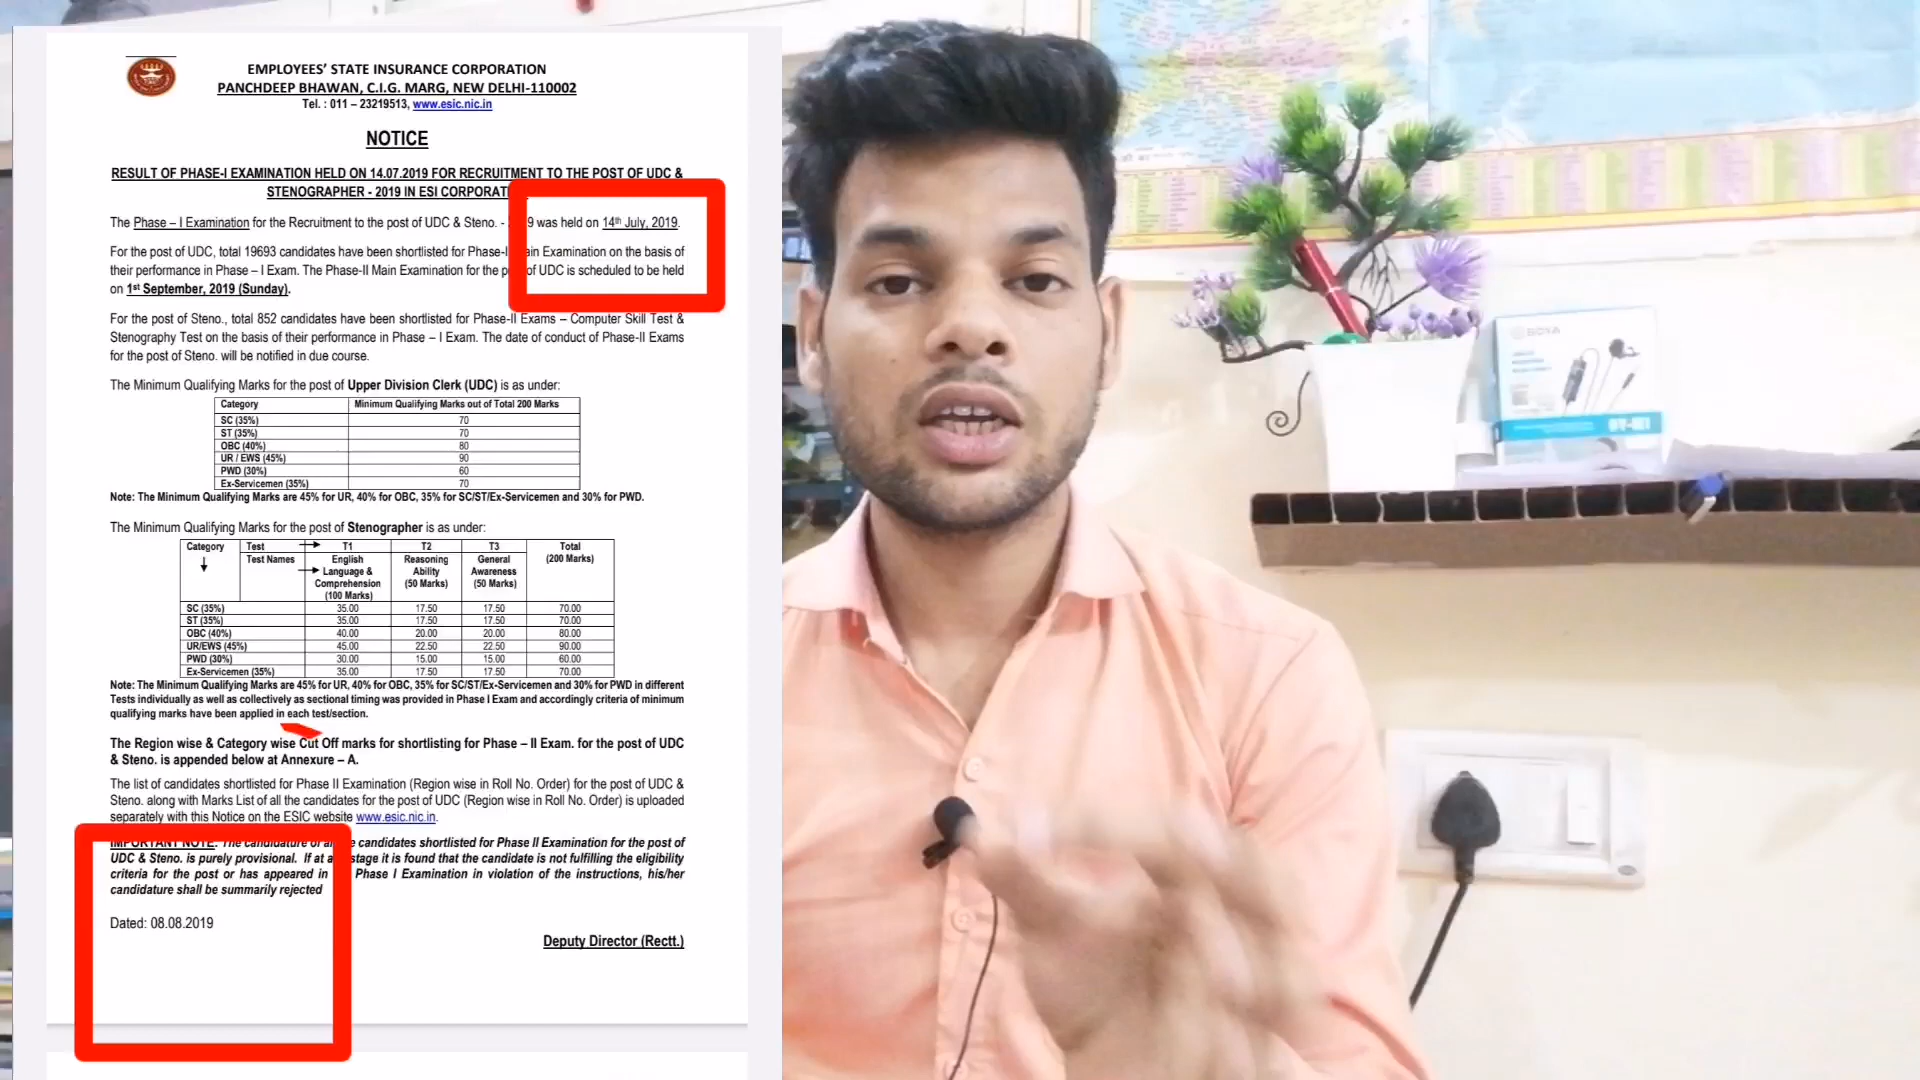 EMPLOYEES' STATE INSURANCE CORPORATION
PANCHDEEP BHAWAN, C.I.G. MARG, NEW DELHI-110002
Tel. : 011 – 23219513, www.esic.nic.in
NOTICE
RESULT OF PHASE-I EXAMINATION HELD ON 14.07.2019 FOR RECRUITMENT TO THE POST OF UDC &
STENOGRAPHER - 2019 IN ESI
The Phase – I Examination for the Recruitment to the post of UDC & Steno. - was held on 14th July, 2019.
For the post of UDC, total 19693 candidates have been shortlisted for Examination on the basis of
their performance in Phase – I Exam. The Phase-II Main Examination for the of UDC is scheduled to be held
on 1st September, 2019 (Sunday).
For the post of Steno., total 852 candidates have been shortlisted for Phase-II Exams – Computer Skill Test &
Stenography Test on the basis of their performance in Phase – I Exam. The date of conduct of Phase-II Exams
for the post of Steno. will be notified in due course.
The Minimum Qualifying Marks for the post of Upper Division Clerk (UDC) is as under:
Category Minimum Qualifying Marks out of Total 200 Marks
SC (35%) 70
ST (35%) 70
OBC (40%) 80
UR / EWS (45%) 90
PWD (30%) 60
Ex-Servicemen (35%) 70
Note: The Minimum Qualifying Marks are 45% for UR, 40% for OBC, 35% for SC/ST/Ex-Servicemen and 30% for PWD.
The Minimum Qualifying Marks for the post of Stenographer is as under:
Category Test T1 T2 T3 Total
Test Names English Reasoning General (200 Marks)
Language & Ability Awareness
Comprehension (50 Marks) (50 Marks)
(100 Marks)
SC (35%) 35.00 17.50 17.50 70.00
ST (35%) 35.00 17.50 17.50 70.00
OBC (40%) 40.00 20.00 20.00 80.00
UR/EWS (45%) 45.00 22.50 22.50 90.00
PWD (30%) 30.00 15.00 15.00 60.00
Ex-Servicemen (35%) 35.00 17.50 17.50 70.00
Note: The Minimum Qualifying Marks are 45% for UR, 40% for OBC, 35% for SC/ST/Ex-Servicemen and 30% for PWD in different
Tests individually as well as collectively as sectional timing was provided in Phase I Exam and accordingly criteria of minimum
qualifying marks have been applied in each test/section.
The Region wise & Category wise Cut Off marks for shortlisting for Phase – II Exam. for the post of UDC
& Steno. is appended below at Annexure – A.
The list of candidates shortlisted for Phase II Examination (Region wise in Roll No. Order) for the post of UDC &
Steno. along with Marks List of all the candidates for the post of UDC (Region wise in Roll No. Order) is uploaded
separately with this Notice on the ESIC website www.esic.nic.in.
IMPORTANT NOTE: The candidature of candidates shortlisted for Phase II Examination for the post of
UDC & Steno. is purely provisional. If at stage it is found that the candidate is not fulfilling the eligibility
criteria for the post or has appeared in Phase I Examination in violation of the instructions, his/her
candidature shall be summarily rejected
Dated: 08.08.2019
Deputy Director (Rectt.)
BOYA
BY-M1